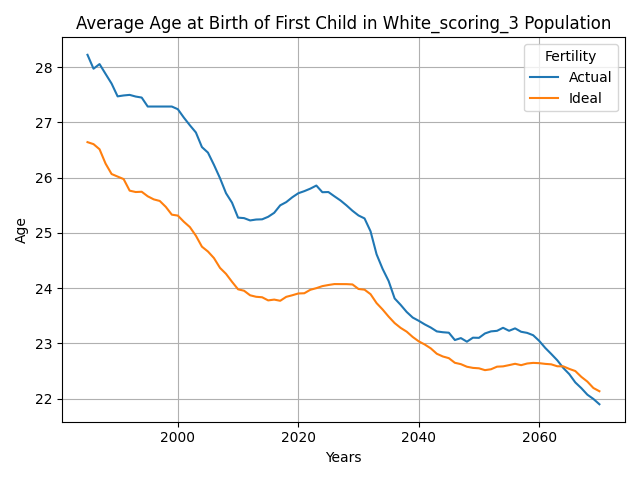 Average Age at Birth of First Child in White_scoring_3 Population
Fertility
Actual
Ideal
Age
28
27
26
25
24
23
22
2000
2020
2040
2060
Years